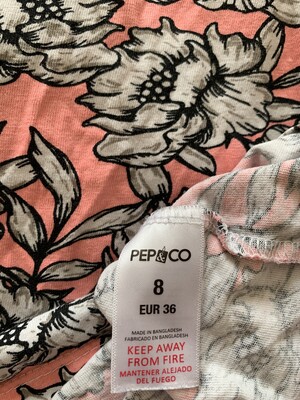 PEP&CO
8
EUR 36
MADE IN BANGLADESH
FABRICADO EN BANGLADESH
KEEP AWAY
FROM FIRE
MANTENER ALEJADO
DEL FUEGO